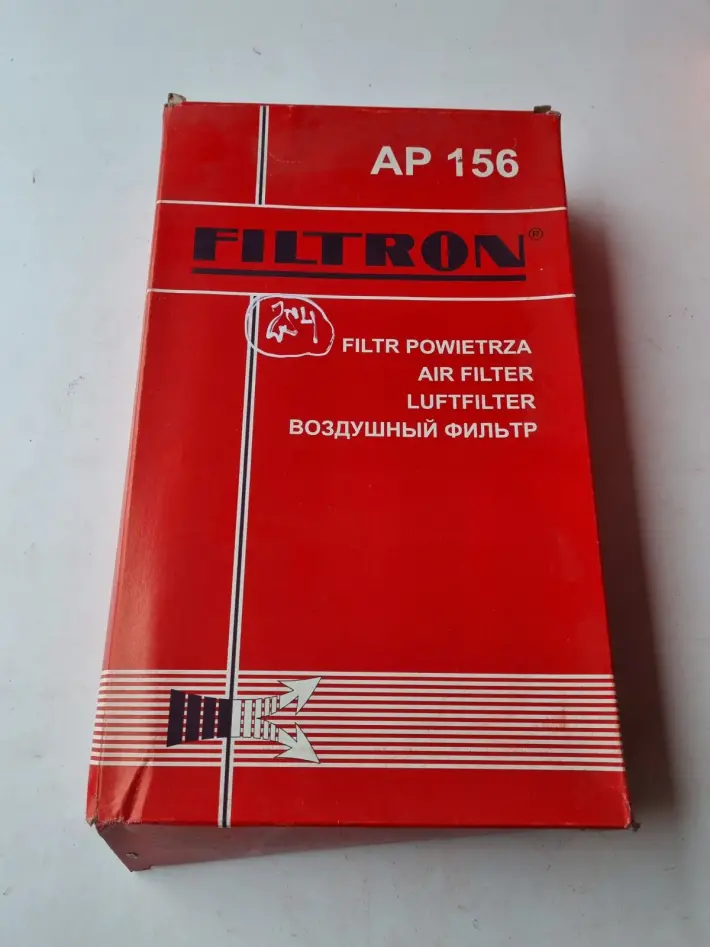 AP 156
FILTRON®
FILTR POWIETRZA
AIR FILTER
LUFTFILTER
ВОЗДУШНЫЙ ФИЛЬТР